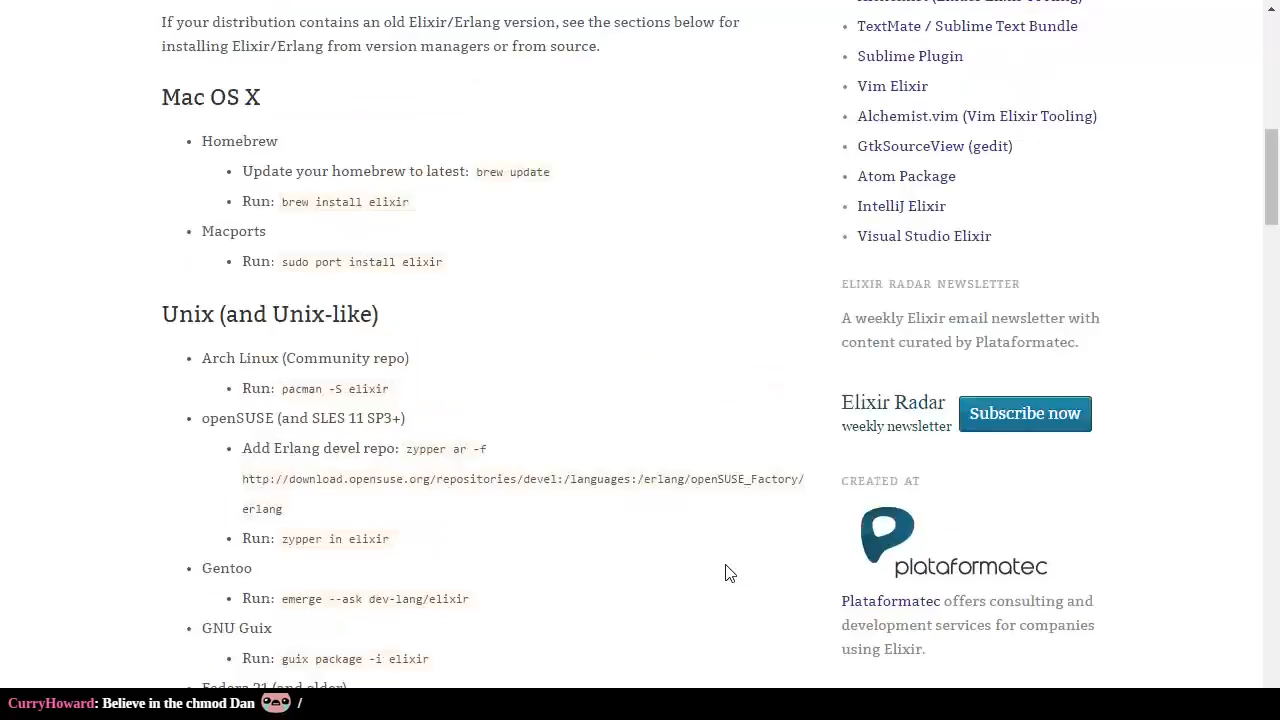 If your distribution contains an old Elixir/Erlang version, see the sections below for
installing Elixir/Erlang from version managers or from source.
Mac OS X
• Homebrew
• Update your homebrew to latest: brew update
• Run: brew install elixir
• Macports
• Run: sudo port install elixir
Unix (and Unix-like)
• Arch Linux (Community repo)
• Run: pacman -S elixir
• openSUSE (and SLES 11 SP3+)
• Add Erlang devel repo: zypper ar -f
http://download.opensuse.org/repositories/devel:/languages:/erlang/openSUSE_Factory/
erlang
• Run: zypper in elixir
• Gentoo
• Run: emerge --ask dev-lang/elixir
• GNU Guix
• Run: guix package -i elixir
• Fedora 21 (and older)
• TextMate / Sublime Text Bundle
• Sublime Plugin
• Vim Elixir
• Alchemist.vim (Vim Elixir Tooling)
• GtkSourceView (gedit)
• Atom Package
• IntelliJ Elixir
• Visual Studio Elixir
ELIXIR RADAR NEWSLETTER
A weekly Elixir email newsletter with
content curated by Plataformatec.
Elixir Radar
weekly newsletter
Subscribe now
CREATED AT
plataformatec
Plataformatec offers consulting and
development services for companies
using Elixir.
CurryHoward: Believe in the chmod Dan /